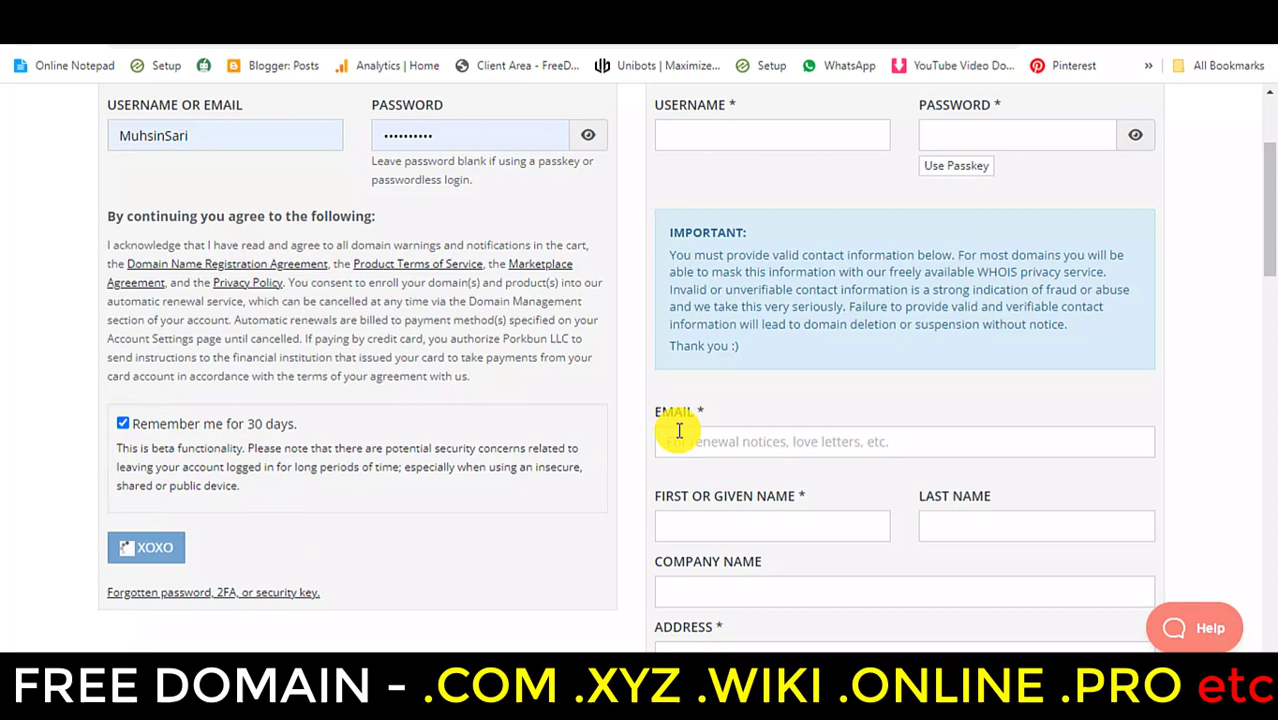 Online Notepad Setup Blogger: Posts Analytics | Home Client Area - FreeD... Unibots | Maximize... Setup WhatsApp YouTube Video Do... Pinterest » All Bookmarks
USERNAME OR EMAIL
PASSWORD
MuhsinSari
••••••••••
Leave password blank if using a passkey or
passwordless login.
By continuing you agree to the following:
I acknowledge that I have read and agree to all domain warnings and notifications in the cart,
the Domain Name Registration Agreement, the Product Terms of Service, the Marketplace
Agreement, and the Privacy Policy. You consent to enroll your domain(s) and product(s) into our
automatic renewal service, which can be cancelled at any time via the Domain Management
section of your account. Automatic renewals are billed to payment method(s) specified on your
Account Settings page until cancelled. If paying by credit card, you authorize Porkbun LLC to
send instructions to the financial institution that issued your card to take payments from your
card account in accordance with the terms of your agreement with us.
Remember me for 30 days.
This is beta functionality. Please note that there are potential security concerns related to
leaving your account logged in for long periods of time; especially when using an insecure,
shared or public device.
XOXO
Forgotten password, 2FA, or security key.
USERNAME *
PASSWORD *
Use Passkey
IMPORTANT:
You must provide valid contact information below. For most domains you will be
able to mask this information with our freely available WHOIS privacy service.
Invalid or unverifiable contact information is a strong indication of fraud or abuse
and we take this very seriously. Failure to provide valid and verifiable contact
information will lead to domain deletion or suspension without notice.
Thank you :)
EMAIL *
For renewal notices, love letters, etc.
FIRST OR GIVEN NAME *
LAST NAME
COMPANY NAME
ADDRESS *
Help
FREE DOMAIN - .COM .XYZ .WIKI .ONLINE .PRO etc